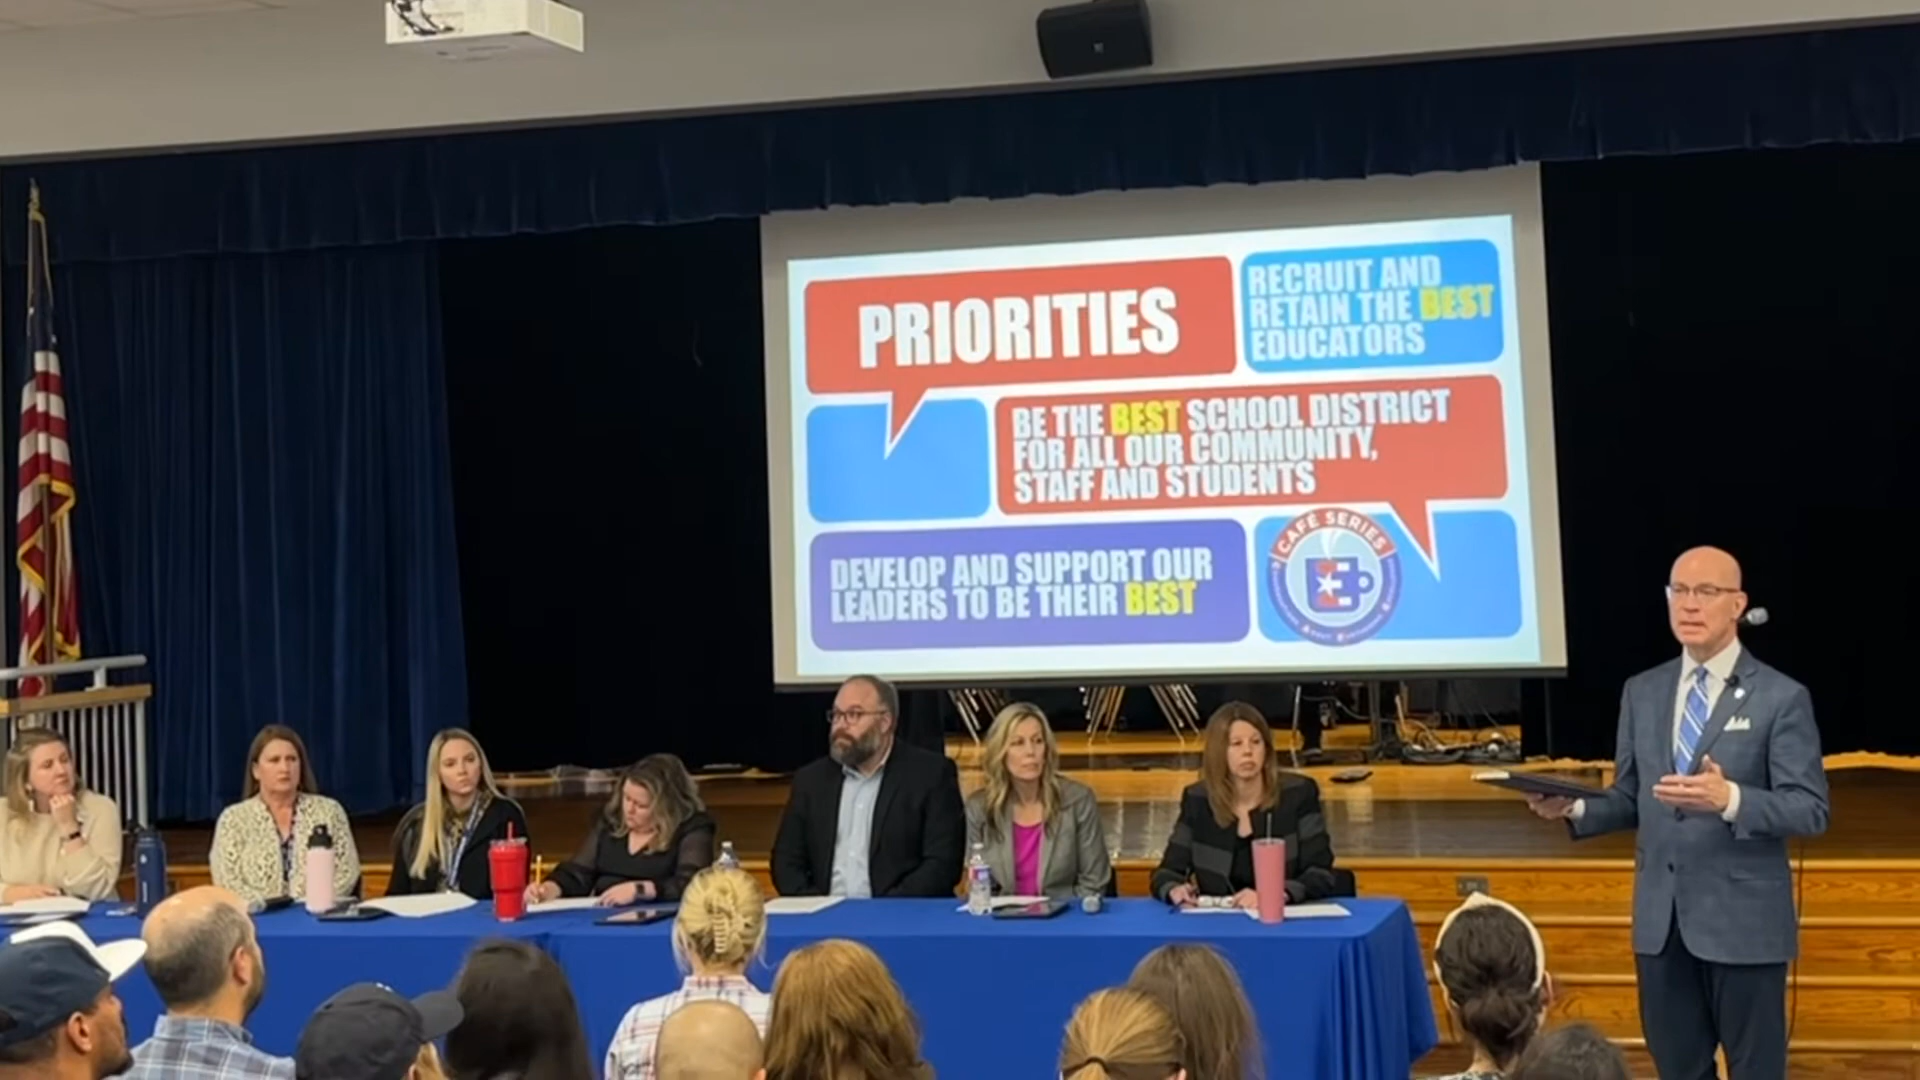 PRIORITIES
RECRUIT AND
RETAIN THE BEST
EDUCATORS
BE THE BEST SCHOOL DISTRICT
FOR ALL OUR COMMUNITY,
STAFF AND STUDENTS
DEVELOP AND SUPPORT OUR
LEADERS TO BE THEIR BEST
CAFÉ SERIES
E